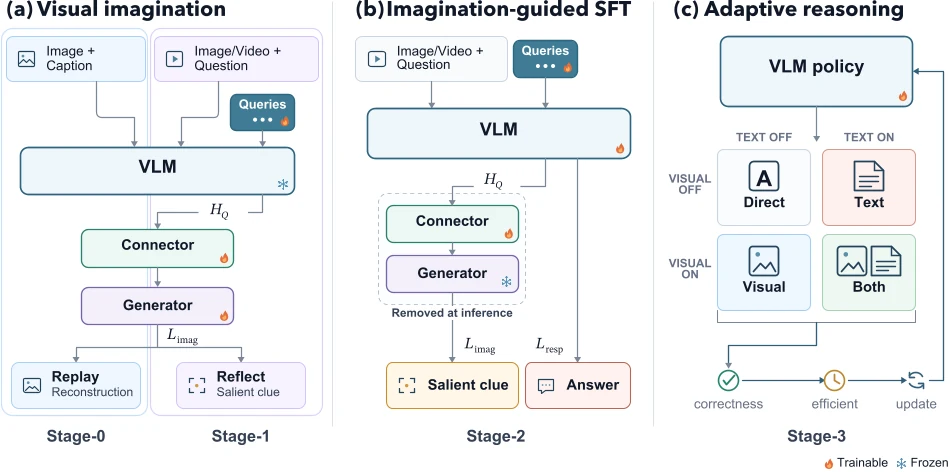 (a) Visual imagination
Image +
Caption
Image/Video +
Question
Queries
VLM
H_Q
Connector
Generator
L_imag
Replay
Reconstruction
Reflect
Salient clue
Stage-0
Stage-1
(b) Imagination-guided SFT
Image/Video +
Question
Queries
VLM
H_Q
Connector
Generator
Removed at inference
L_imag
L_resp
Salient clue
Answer
Stage-2
(c) Adaptive reasoning
VLM policy
TEXT OFF
TEXT ON
VISUAL
OFF
A
Direct
Text
VISUAL
ON
Visual
Both
correctness
efficient
update
Stage-3
Trainable
Frozen